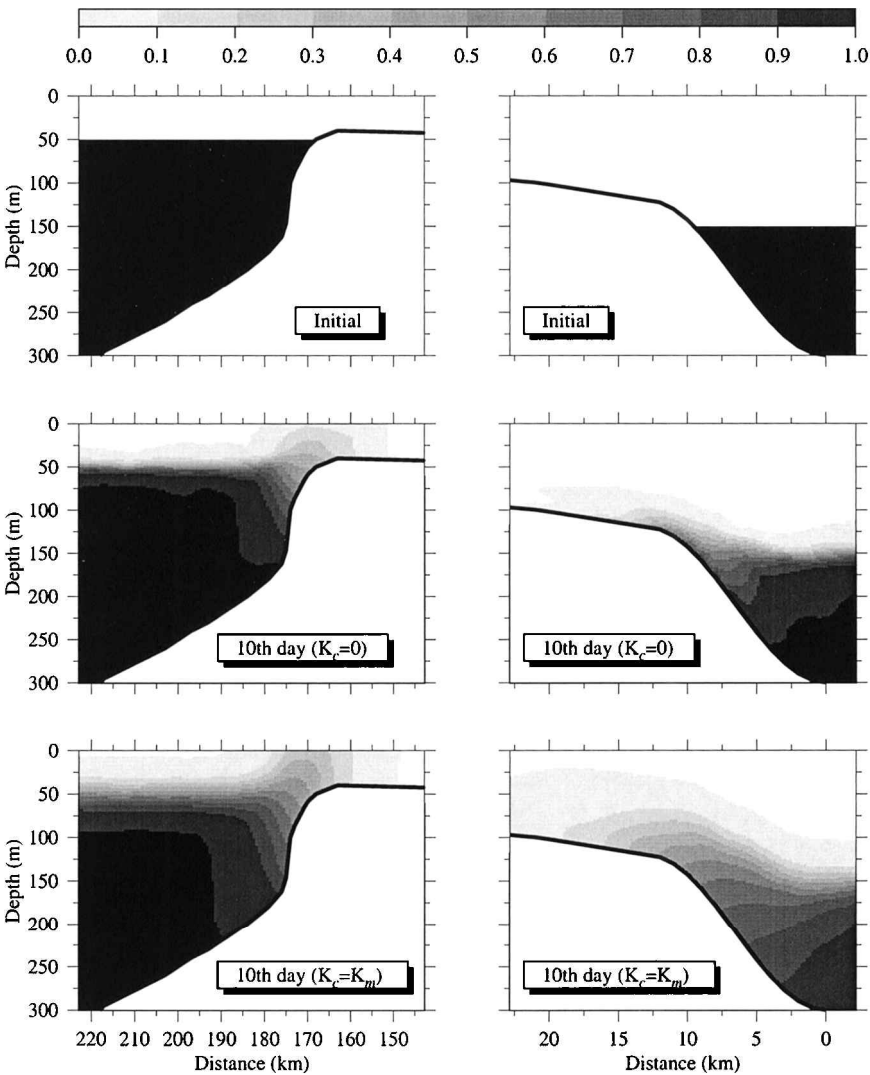 0.0 0.1 0.2 0.3 0.4 0.5 0.6 0.7 0.8 0.9 1.0
0
50
100
150
200
250
300
Depth (m)
Initial
Initial
0
50
100
150
200
250
300
Depth (m)
10th day (K_c=0)
10th day (K_c=0)
0
50
100
150
200
250
300
Depth (m)
10th day (K_c=K_m)
10th day (K_c=K_m)
220 210 200 190 180 170 160 150
20 15 10 5 0
Distance (km)
Distance (km)